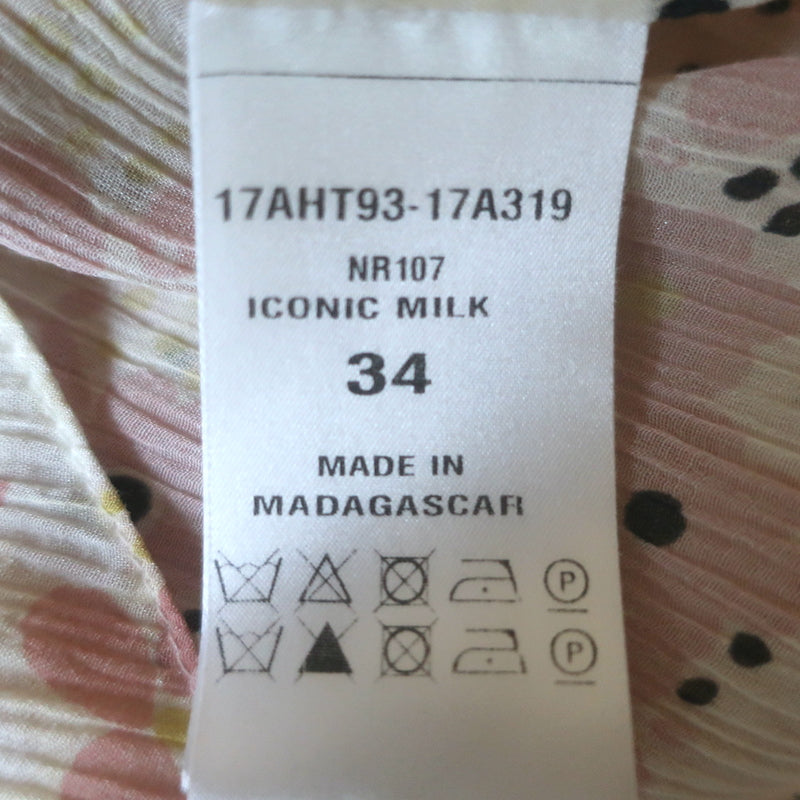 17AHT93-17A319
NR107
ICONIC MILK
34
MADE IN
MADAGASCAR
P
P